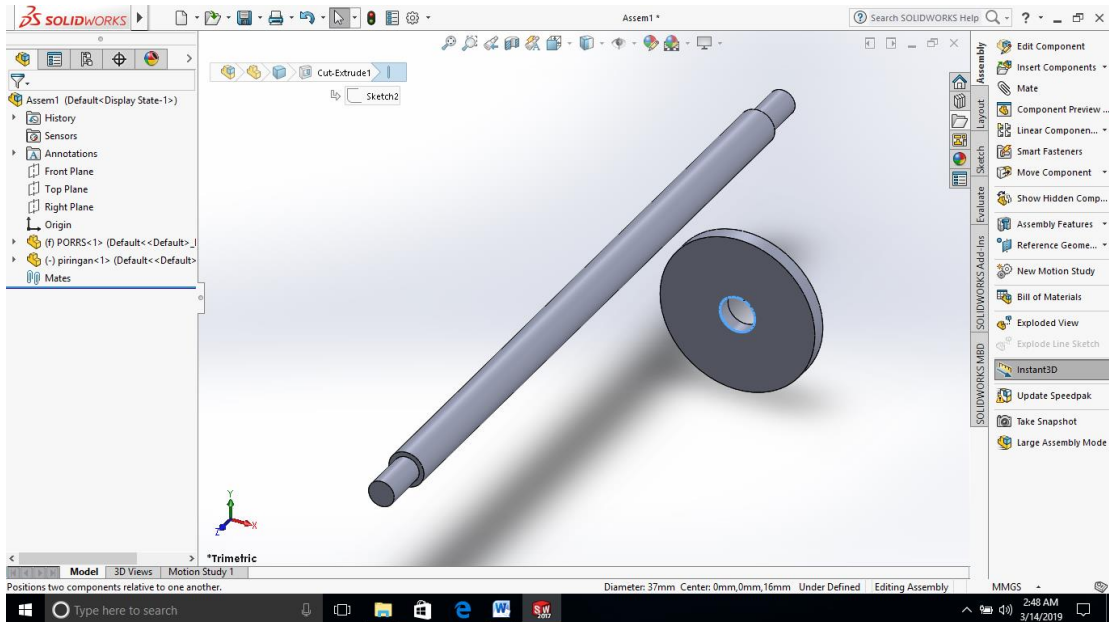 SOLIDWORKS
Assem1 *
Search SOLIDWORKS Help
?
Cut-Extrude1
Sketch2
Assem1 (Default<Display State-1>)
History
Sensors
Annotations
Front Plane
Top Plane
Right Plane
Origin
(f) PORRS<1> (Default<<Default>_
(-) piringan<1> (Default<<Default>
Mates
Assembly
Layout
Sketch
Evaluate
SOLIDWORKS Add-Ins
SOLIDWORKS MBD
Edit Component
Insert Components
Mate
Component Preview ...
Linear Componen...
Smart Fasteners
Move Component
Show Hidden Comp...
Assembly Features
Reference Geome...
New Motion Study
Bill of Materials
Exploded View
Explode Line Sketch
Instant3D
Update Speedpak
Take Snapshot
Large Assembly Mode
Y
X
Z
*Trimetric
Model
3D Views
Motion Study 1
Positions two components relative to one another.
Diameter: 37mm Center: 0mm,0mm,16mm Under Defined
Editing Assembly
MMGS
Type here to search
SW
2017
2:48 AM
3/14/2019